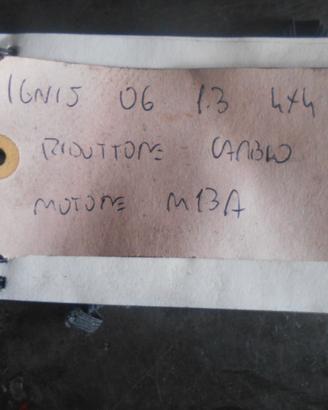 IGNIS 06 1.3 4x4
RIDUTTORE CAMBIO
MOTORE M13A